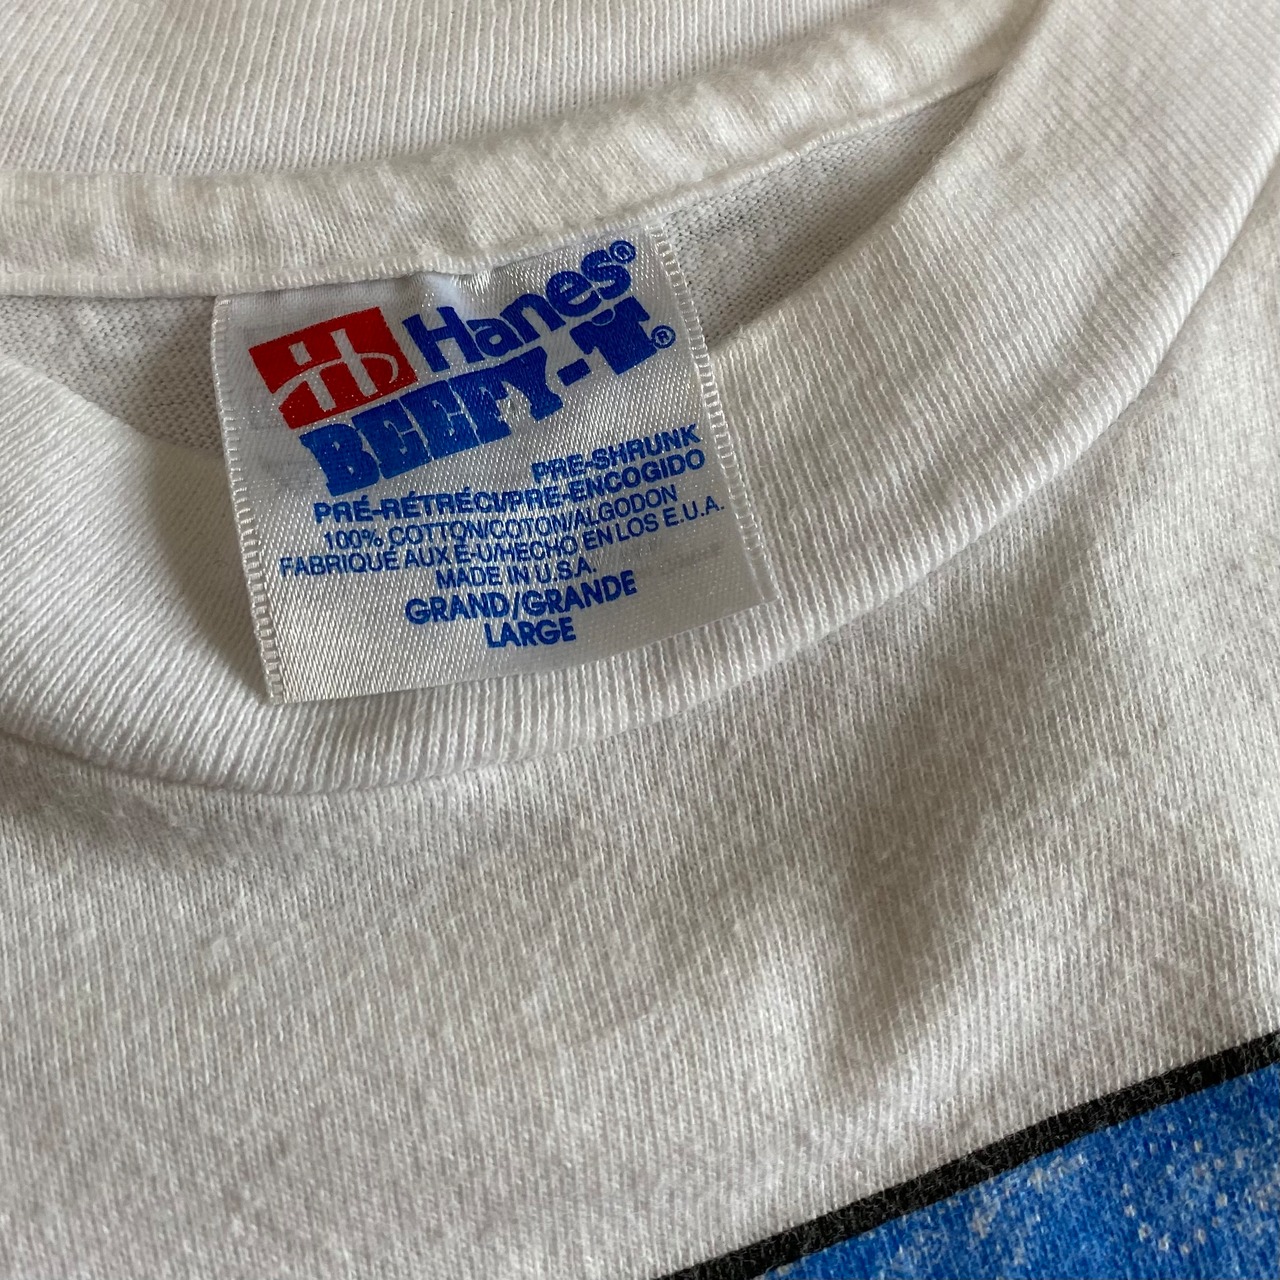 Hanes®
BEEFY-T®
PRE-SHRUNK
PRÉ-RÉTRÉCI/PRE-ENCOGIDO
100% COTTON/COTON/ALGODON
FABRIQUÉ AUX É-U/HECHO EN LOS E.U.A.
MADE IN U.S.A.
GRAND/GRANDE
LARGE